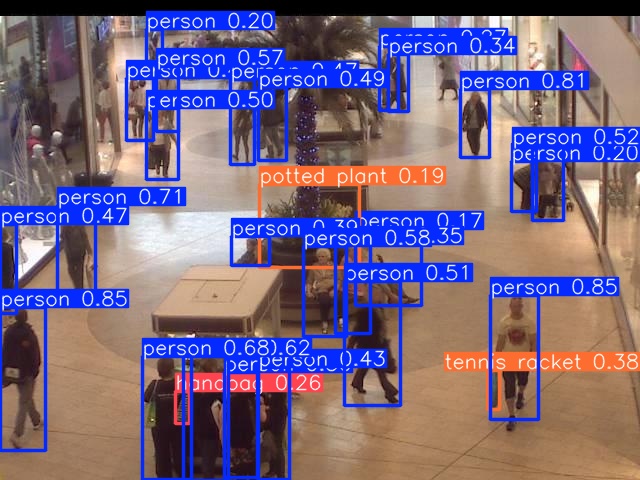 person 0.20
person 0.34
person 0.57
person 0.49
person 0.81
person 0.50
person 0.52
person 0.20
potted plant 0.19
person 0.71
person 0.47
person 0.17
person 0.58
person 0.51
person 0.85
person 0.85
person 0.68
person 0.43
tennis racket 0.38
handbag 0.26